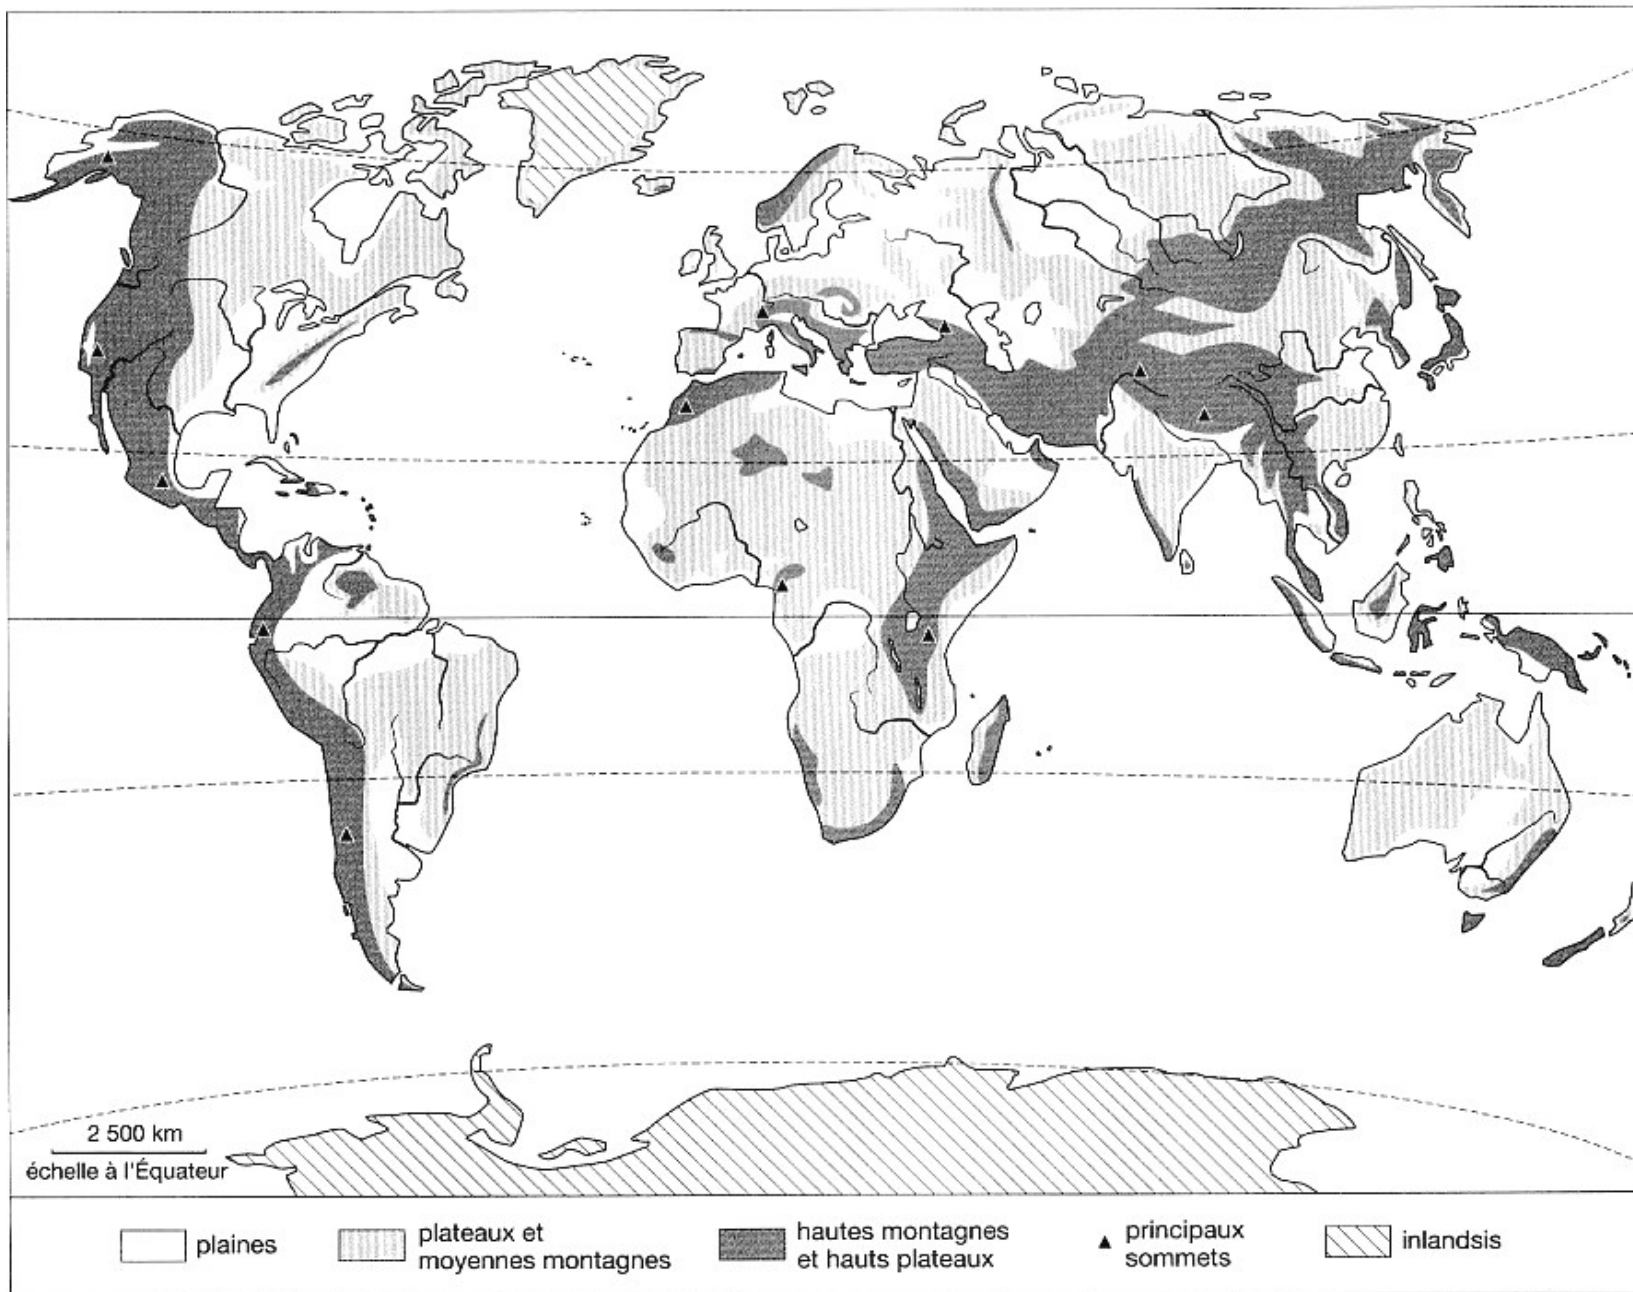 2 500 km
échelle à l'Équateur
plaines
plateaux et
moyennes montagnes
hautes montagnes
et hauts plateaux
principaux
sommets
inlandsis